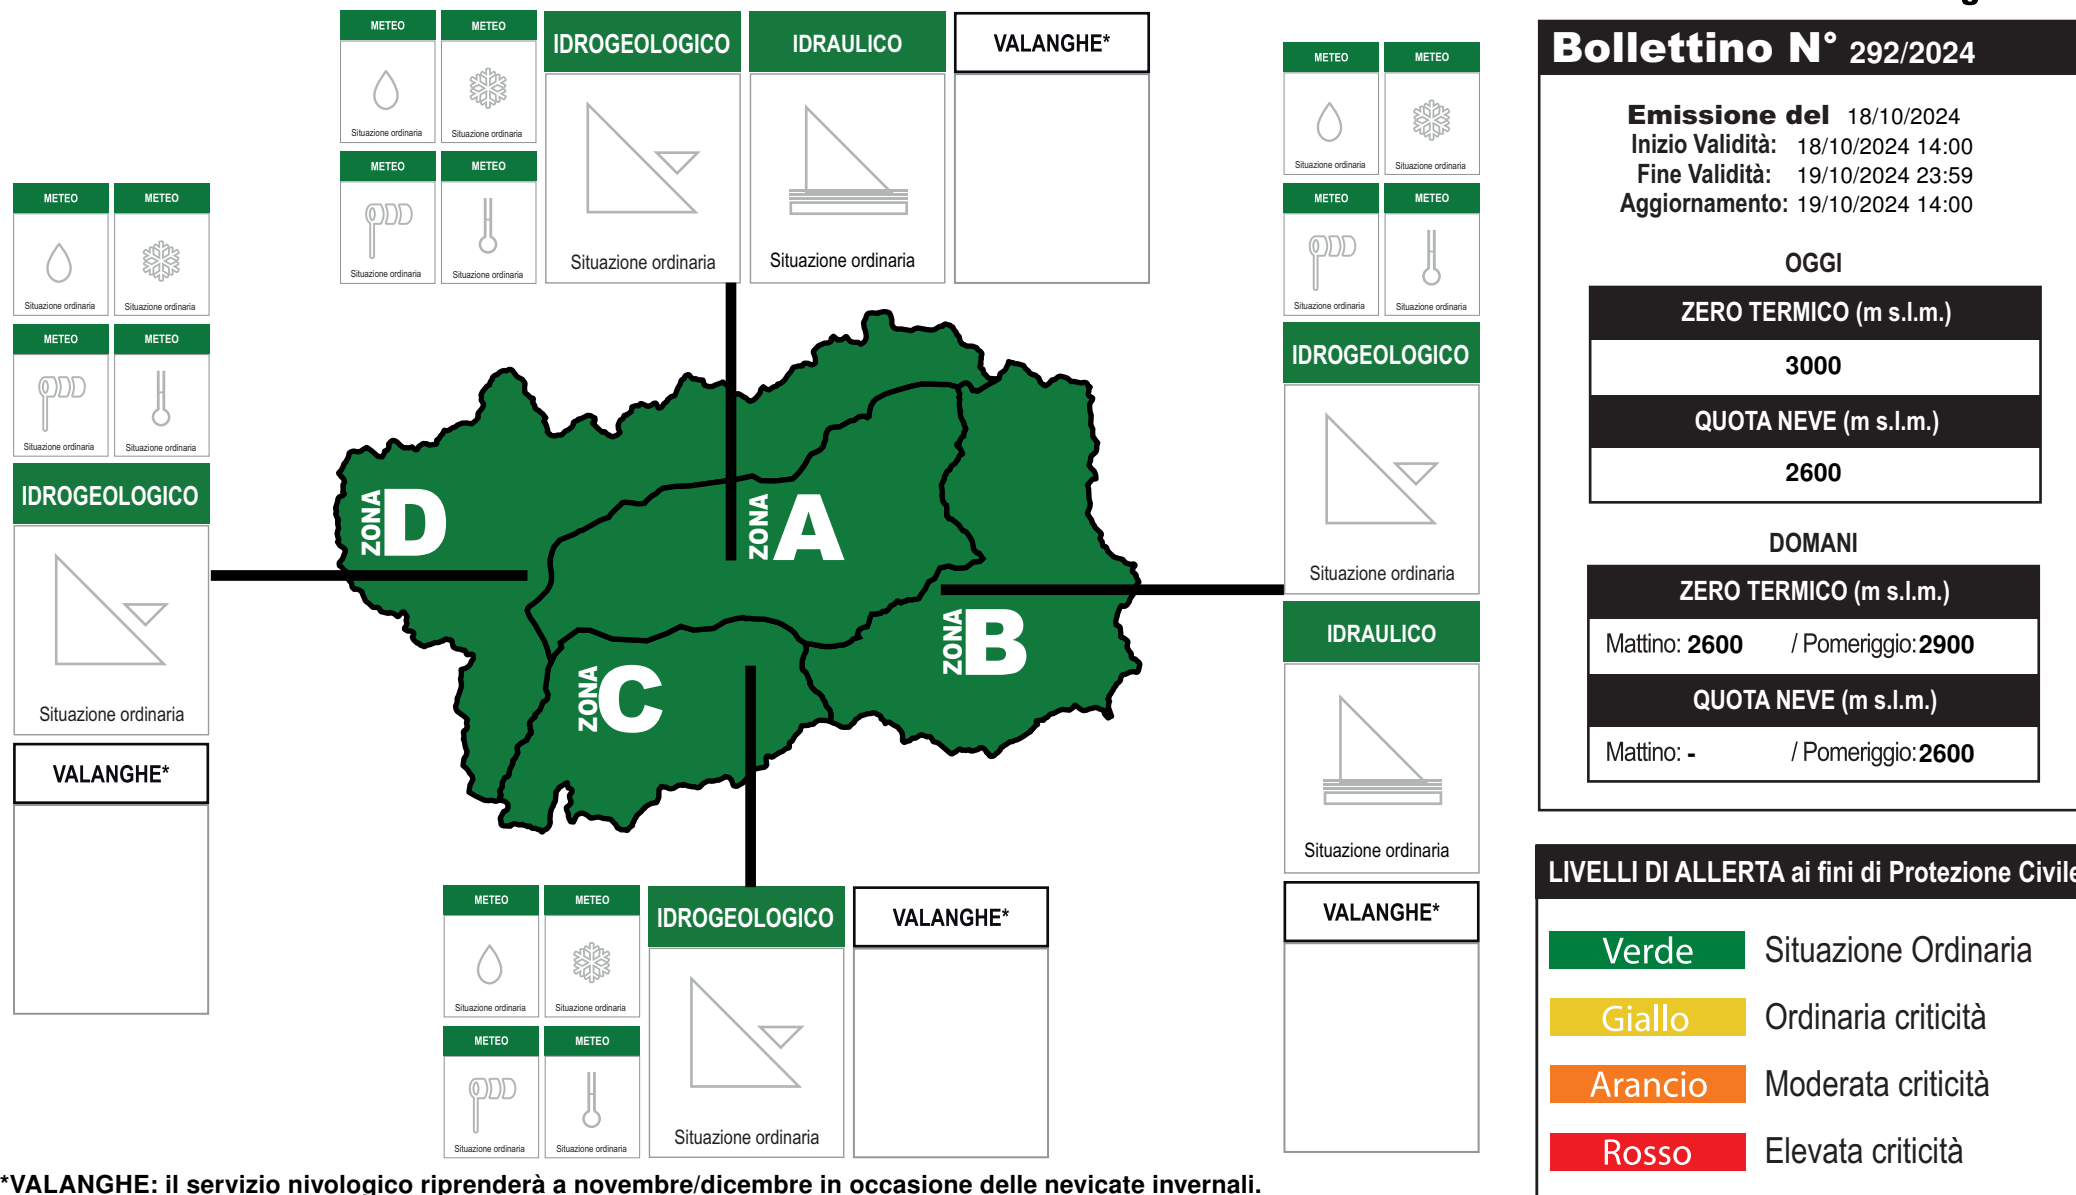 METEO
METEO
Situazione ordinaria
Situazione ordinaria
METEO
METEO
Situazione ordinaria
Situazione ordinaria
IDROGEOLOGICO
Situazione ordinaria
IDRAULICO
Situazione ordinaria
VALANGHE*
METEO
METEO
Situazione ordinaria
Situazione ordinaria
METEO
METEO
Situazione ordinaria
Situazione ordinaria
IDROGEOLOGICO
Situazione ordinaria
VALANGHE*
ZONA D
ZONA A
ZONA B
ZONA C
METEO
METEO
Situazione ordinaria
Situazione ordinaria
METEO
METEO
Situazione ordinaria
Situazione ordinaria
IDROGEOLOGICO
Situazione ordinaria
IDRAULICO
Situazione ordinaria
VALANGHE*
METEO
METEO
Situazione ordinaria
Situazione ordinaria
METEO
METEO
Situazione ordinaria
Situazione ordinaria
IDROGEOLOGICO
Situazione ordinaria
VALANGHE*
*VALANGHE: il servizio nivologico riprenderà a novembre/dicembre in occasione delle nevicate invernali.
Bollettino N° 292/2024
Emissione del 18/10/2024
Inizio Validità: 18/10/2024 14:00
Fine Validità: 19/10/2024 23:59
Aggiornamento: 19/10/2024 14:00
OGGI
ZERO TERMICO (m s.l.m.)
3000
QUOTA NEVE (m s.l.m.)
2600
DOMANI
ZERO TERMICO (m s.l.m.)
Mattino: 2600 / Pomeriggio: 2900
QUOTA NEVE (m s.l.m.)
Mattino: - / Pomeriggio: 2600
LIVELLI DI ALLERTA ai fini di Protezione Civile
Verde Situazione Ordinaria
Giallo Ordinaria criticità
Arancio Moderata criticità
Rosso Elevata criticità